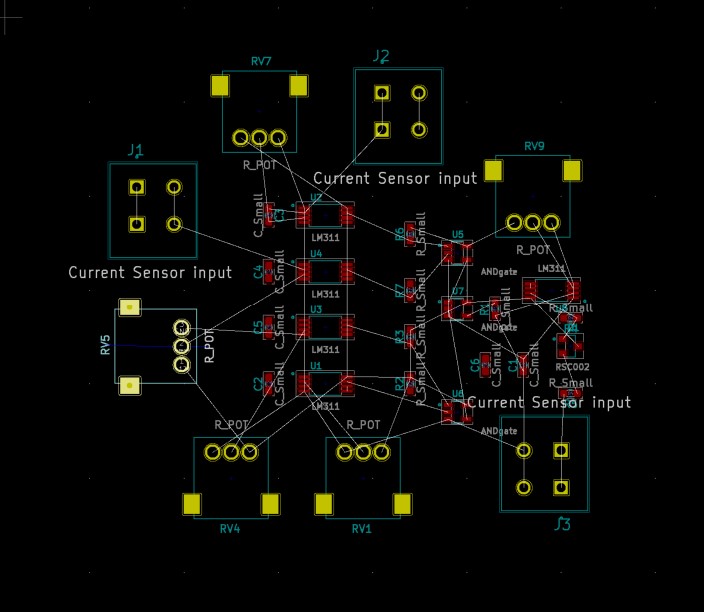 J2
RV7
J1
RV9
R_POT
Current Sensor input
U2
C_Small
C3
R6
R_Small
U5
LM311
R_POT
Current Sensor input
U4
C4
C_Small
LM311
ANDgate
LM311
R7
R_Small
U7
R1
R_Small
RV5
R_POT
U3
C5
C_Small
LM311
R3
R_Small
ANDgate
C6
C_Small
C1
C_Small
RSC002
U1
C2
C_Small
LM311
R2
R_Small
R_Small
U6
Current Sensor input
R_POT
R_POT
ANDgate
RV4
RV1
J3